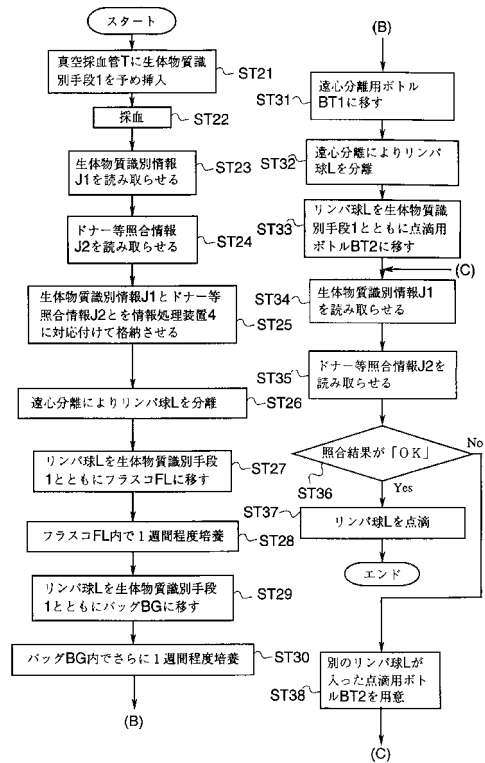 スタート
真空採血管Tに生体物質識
別手段1を予め挿入
ST21
採血
ST22
生体物質識別情報
J1を読み取らせる
ST23
ドナー等照合情報
J2を読み取らせる
ST24
生体物質識別情報J1とドナー等
照合情報J2とを情報処理装置4
に対応付けて格納させる
ST25
遠心分離によりリンパ球Lを分離
ST26
リンパ球Lを生体物質識別手段
1とともにフラスコFLに移す
ST27
フラスコFL内で1週間程度培養
ST28
リンパ球Lを生体物質識別手段
1とともにバッグBGに移す
ST29
バッグBG内でさらに1週間程度培養
ST30
(B)
(B)
遠心分離用ボトル
BT1に移す
ST31
遠心分離によりリンパ
球Lを分離
ST32
リンパ球Lを生体物質識
別手段1とともに点滴用
ボトルBT2に移す
ST33
(C)
生体物質識別情報J1
を読み取らせる
ST34
ドナー等照合情報J2を
読み取らせる
ST35
照合結果が「OK」
No
ST36
Yes
ST37
リンパ球Lを点滴
エンド
別のリンパ球Lが
入った点滴用ボト
ルBT2を用意
ST38
(C)